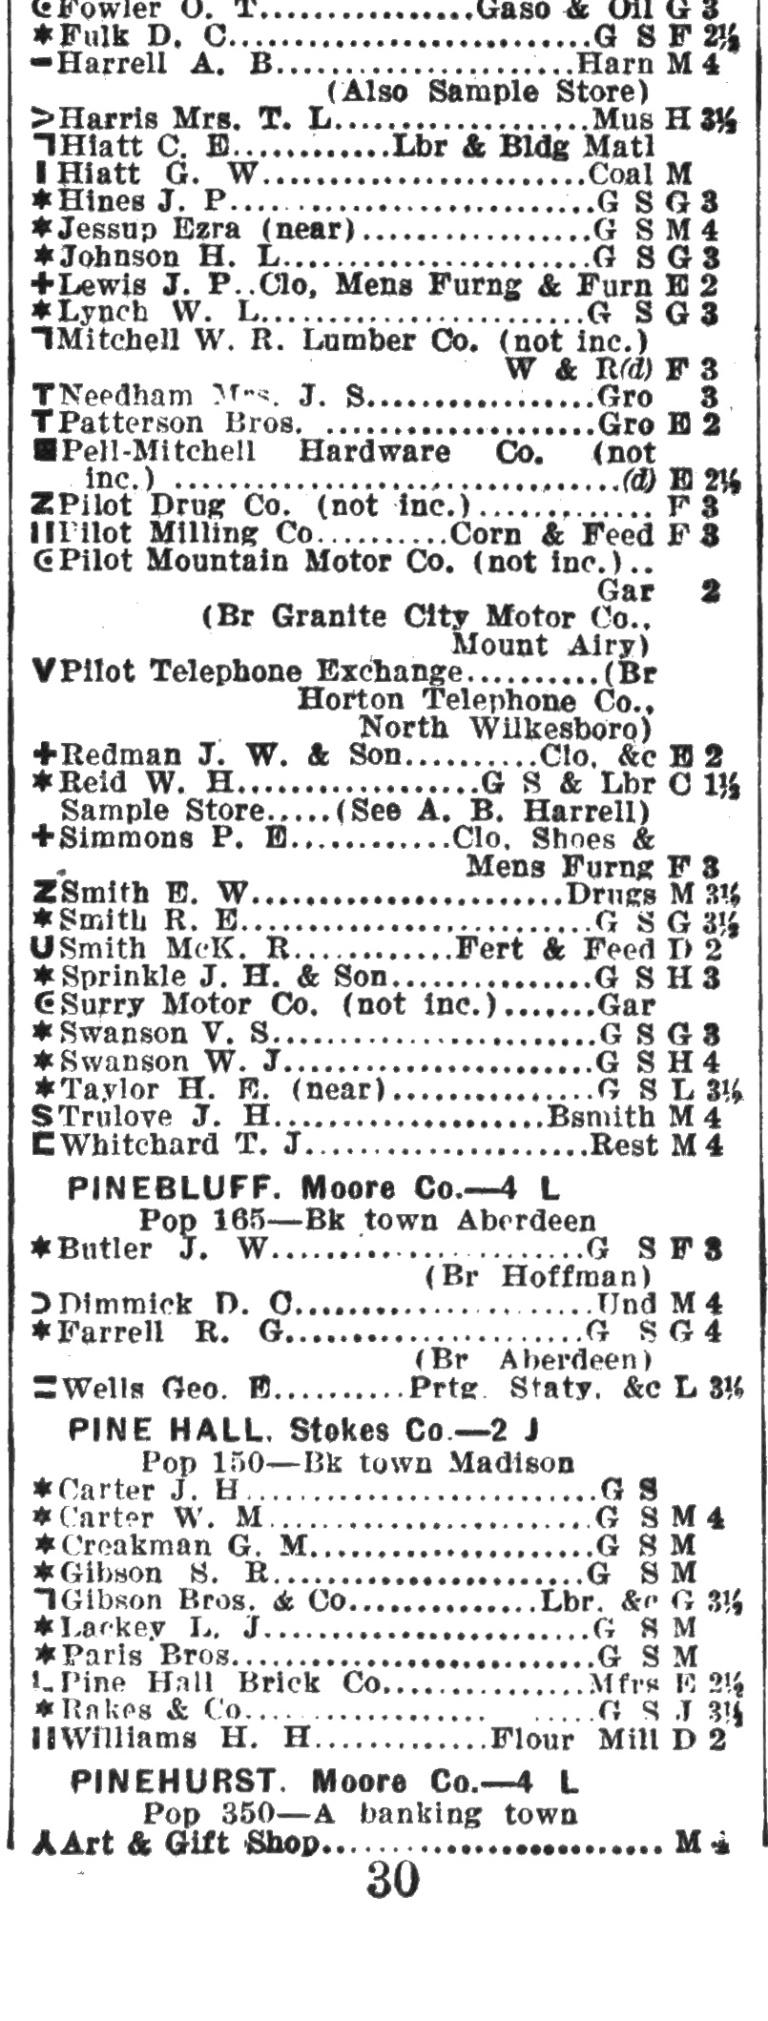 Fowler O. T................Gaso & Oil G 3
*Fulk D. C..........................G S F 2½
–Harrell A. B......................Harn M 4
(Also Sample Store)
>Harris Mrs. T. L...................Mus H 3½
Hiatt C. E............Lbr & Bldg Matl
Hiatt G. W........................Coal M
*Hines J. P..........................G S G 3
*Jessup Ezra (near).................G S M 4
*Johnson H. L.......................G S G 3
+Lewis J. P..Clo, Mens Furng & Furn E 2
*Lynch W. L........................G S G 3
Mitchell W. R. Lumber Co. (not inc.)
W & R(d) F 3
TNeedham Mrs. J. S.................Gro 3
TPatterson Bros. ....................Gro E 2
■Pell-Mitchell Hardware Co. (not
inc.) .................................(d) E 2½
ZPilot Drug Co. (not inc.).............. F 3
||Pilot Milling Co..........Corn & Feed F 3
Pilot Mountain Motor Co. (not inc.)..
Gar 2
(Br Granite City Motor Co.,
Mount Airy)
VPilot Telephone Exchange..........(Br
Horton Telephone Co.,
North Wilkesboro)
+Redman J. W. & Son..........Clo, &c E 2
*Reid W. H..................G S & Lbr C 1½
Sample Store.....(See A. B. Harrell)
+Simmons P. E............Clo, Shoes &
Mens Furng F 3
ZSmith E. W.......................Drugs M 3½
*Smith R. E..........................G S G 3½
USmith McK. R............Fert & Feed D 2
*Sprinkle J. H. & Son...............G S H 3
Surry Motor Co. (not inc.).......Gar
*Swanson V. S........................G S G 3
*Swanson W. J.......................G S H 4
*Taylor H. E. (near)...............G S L 3½
STrulove J. H....................Bsmith M 4
Whitchard T. J.....................Rest M 4
PINEBLUFF. Moore Co.—4 L
Pop 165—Bk town Aberdeen
*Butler J. W.......................G S F 3
(Br Hoffman)
Dimmick D. C......................Und M 4
*Farrell R. G......................G S G 4
(Br Aberdeen)
=Wells Geo. E..........Prtg. Staty, &c L 3½
PINE HALL, Stokes Co.—2 J
Pop 150—Bk town Madison
*Carter J. H..........................G S
*Carter W. M........................G S M 4
*Creakman G. M.....................G S M
*Gibson S. R.......................G S M
Gibson Bros. & Co..............Lbr, &c G 3½
*Lackey L. J........................G S M
*Paris Bros..........................G S M
Pine Hall Brick Co...............Mfrs E 2½
*Rakes & Co..........................G S J 3½
||Williams H. H.............Flour Mill D 2
PINEHURST. Moore Co.—4 L
Pop 350—A banking town
Art & Gift Shop......................... M 4
30